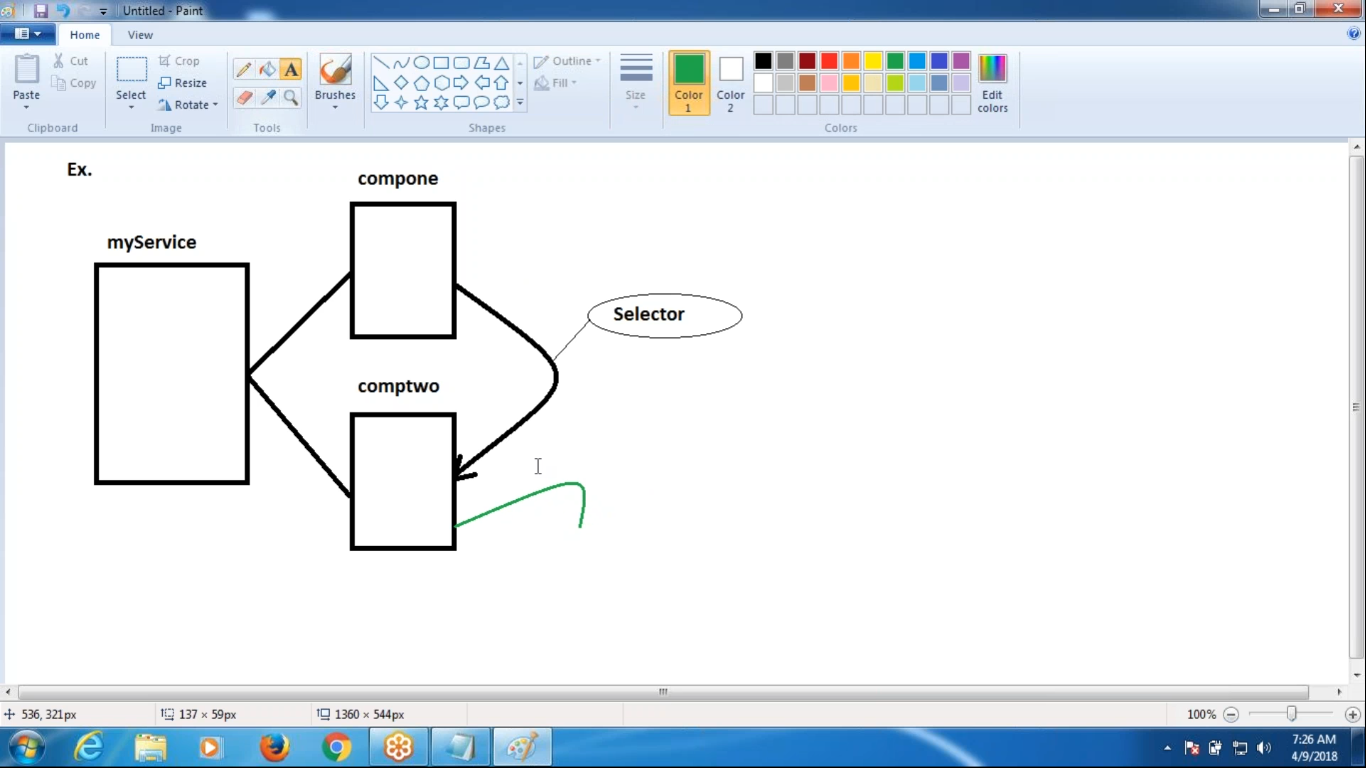 Untitled - Paint
Home
View
Paste
Cut
Copy
Clipboard
Select
Crop
Resize
Rotate
Image
A
Tools
Brushes
Outline
Fill
Shapes
Size
Color 1
Color 2
Edit colors
Colors
Ex.
compone
myService
Selector
comptwo
536, 321px
137 × 59px
1360 × 544px
100%
7:26 AM
4/9/2018